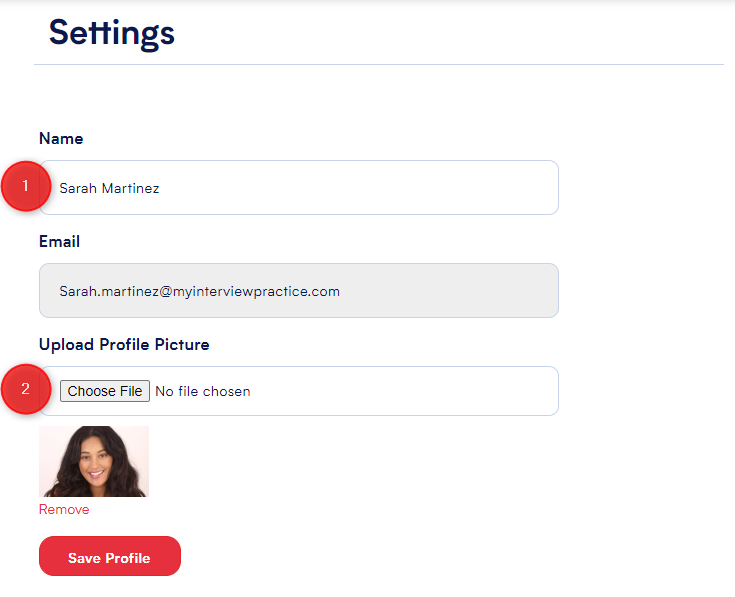 Settings
Name
1
Sarah Martinez
Email
Sarah.martinez@myinterviewpractice.com
Upload Profile Picture
2
Choose File No file chosen
Remove
Save Profile